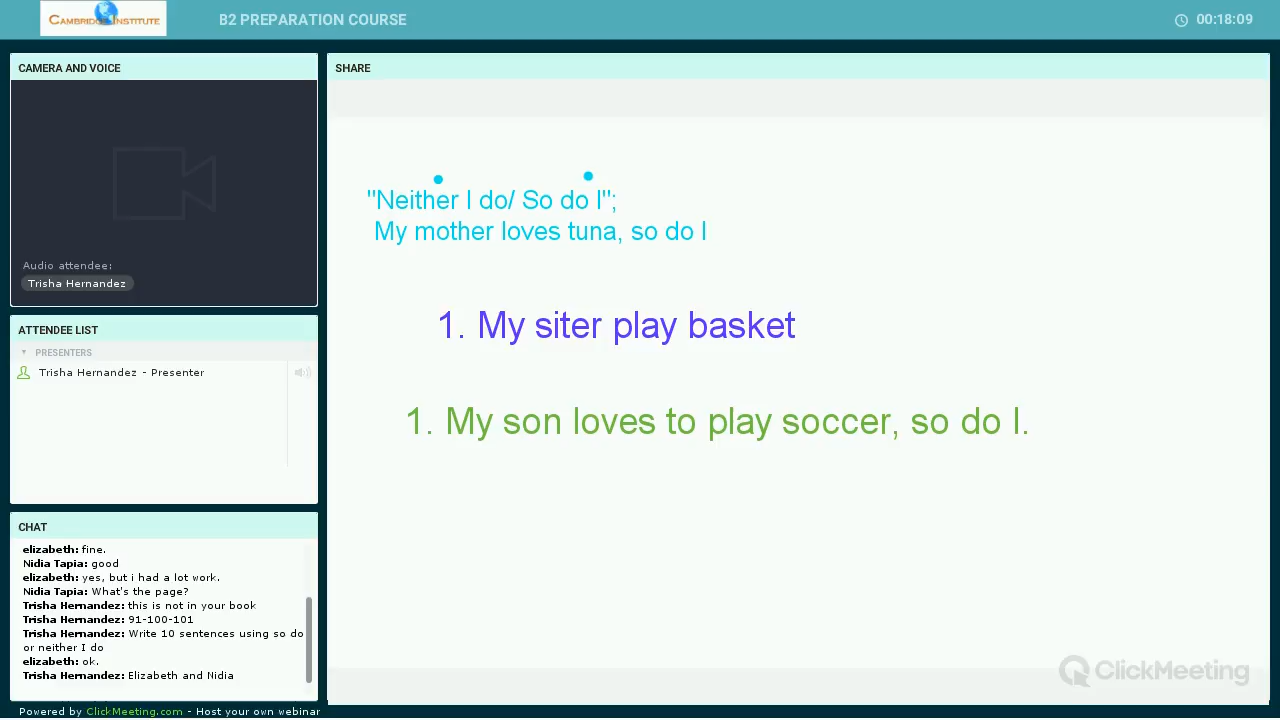 CAMBRIDGE INSTITUTE
B2 PREPARATION COURSE
00:18:09
CAMERA AND VOICE
Audio attendee:
Trisha Hernandez
ATTENDEE LIST
PRESENTERS
Trisha Hernandez - Presenter
CHAT
elizabeth: fine.
Nidia Tapia: good
elizabeth: yes, but i had a lot work.
Nidia Tapia: What's the page?
Trisha Hernandez: this is not in your book
Trisha Hernandez: 91-100-101
Trisha Hernandez: Write 10 sentences using so do
or neither I do
elizabeth: ok.
Trisha Hernandez: Elizabeth and Nidia
SHARE
"Neither I do/ So do I";
My mother loves tuna, so do I
1. My siter play basket
1. My son loves to play soccer, so do I.
ClickMeeting
Powered by ClickMeeting.com - Host your own webinar